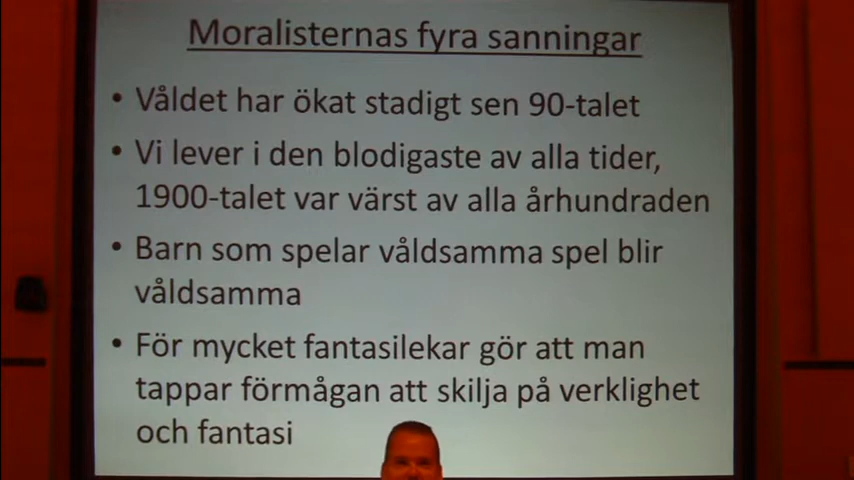 Moralisternas fyra sanningar
• Våldet har ökat stadigt sen 90-talet
• Vi lever i den blodigaste av alla tider,
1900-talet var värst av alla århundraden
• Barn som spelar våldsamma spel blir
våldsamma
• För mycket fantasilekar gör att man
tappar förmågan att skilja på verklighet
och fantasi